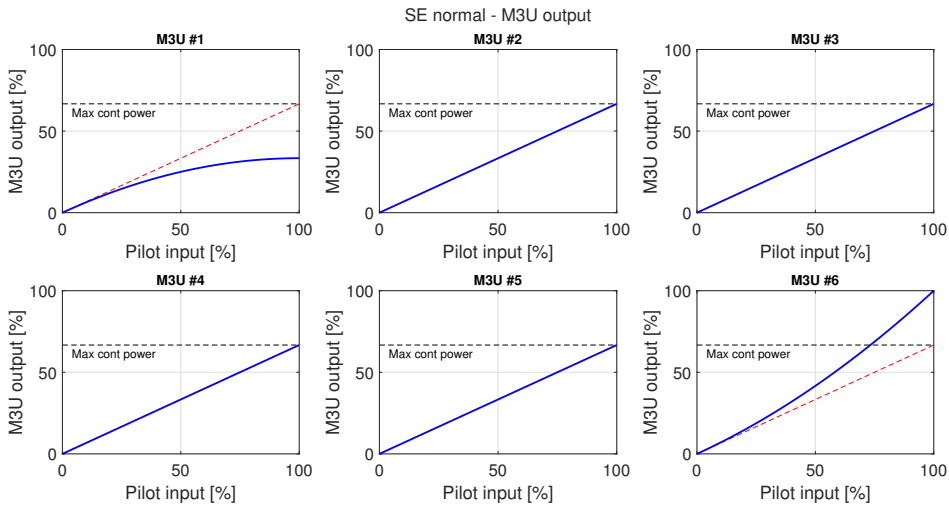 SE normal - M3U output
M3U #1
100
50
0
M3U output [%]
Max cont power
0 50 100
Pilot input [%]
M3U #2
100
50
0
M3U output [%]
Max cont power
0 50 100
Pilot input [%]
M3U #3
100
50
0
M3U output [%]
Max cont power
0 50 100
Pilot input [%]
M3U #4
100
50
0
M3U output [%]
Max cont power
0 50 100
Pilot input [%]
M3U #5
100
50
0
M3U output [%]
Max cont power
0 50 100
Pilot input [%]
M3U #6
100
50
0
M3U output [%]
Max cont power
0 50 100
Pilot input [%]